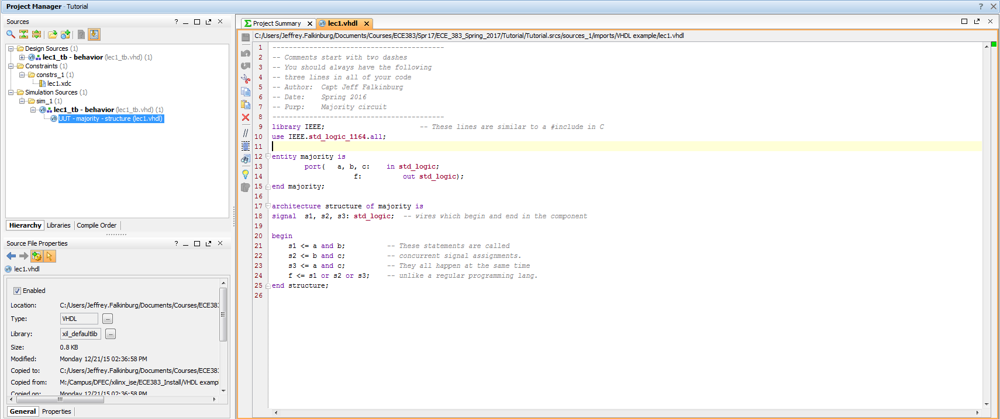 Project Manager - Tutorial
Sources
Design Sources (1)
lec1_tb - behavior (lec1_tb.vhd) (1)
Constraints (1)
constrs_1 (1)
lec1.xdc
Simulation Sources (1)
sim_1 (1)
lec1_tb - behavior (lec1_tb.vhd) (1)
UUT - majority - structure (lec1.vhdl)
Hierarchy Libraries Compile Order
Source File Properties
lec1.vhdl
Enabled
Location: C:/Users/Jeffrey.Falkinburg/Documents/Courses/ECE383
Type: VHDL ...
Library: xil_defaultlib ...
Size: 0.8 KB
Modified: Monday 12/21/15 02:36:58 PM
Copied to: C:/Users/Jeffrey.Falkinburg/Documents/Courses/ECE383
Copied from: M:/Campus/DFEC/xilinx_ise/ECE383_Install/VHDL examp
Copied on: Monday 12/21/15 02:36:58 PM
General Properties
Project Summary lec1.vhdl
C:/Users/Jeffrey.Falkinburg/Documents/Courses/ECE383/Spr17/ECE_383_Spring_2017/Tutorial/Tutorial.srcs/sources_1/imports/VHDL example/lec1.vhdl
1 ------------------------------------------
2 -- Comments start with two dashes
3 -- You should always have the following
4 -- three lines in all of your code
5 -- Author: Capt Jeff Falkinburg
6 -- Date: Spring 2016
7 -- Purp: Majority circuit
8 ------------------------------------------
9 library IEEE; -- These lines are similar to a #include in C
10 use IEEE.std_logic_1164.all;
11
12 entity majority is
13 port( a, b, c: in std_logic;
14 f: out std_logic);
15 end majority;
16
17 architecture structure of majority is
18 signal s1, s2, s3: std_logic; -- wires which begin and end in the component
19
20 begin
21 s1 <= a and b; -- These statements are called
22 s2 <= b and c; -- concurrent signal assignments.
23 s3 <= a and c; -- They all happen at the same time
24 f <= s1 or s2 or s3; -- unlike a regular programming lang.
25 end structure;
26